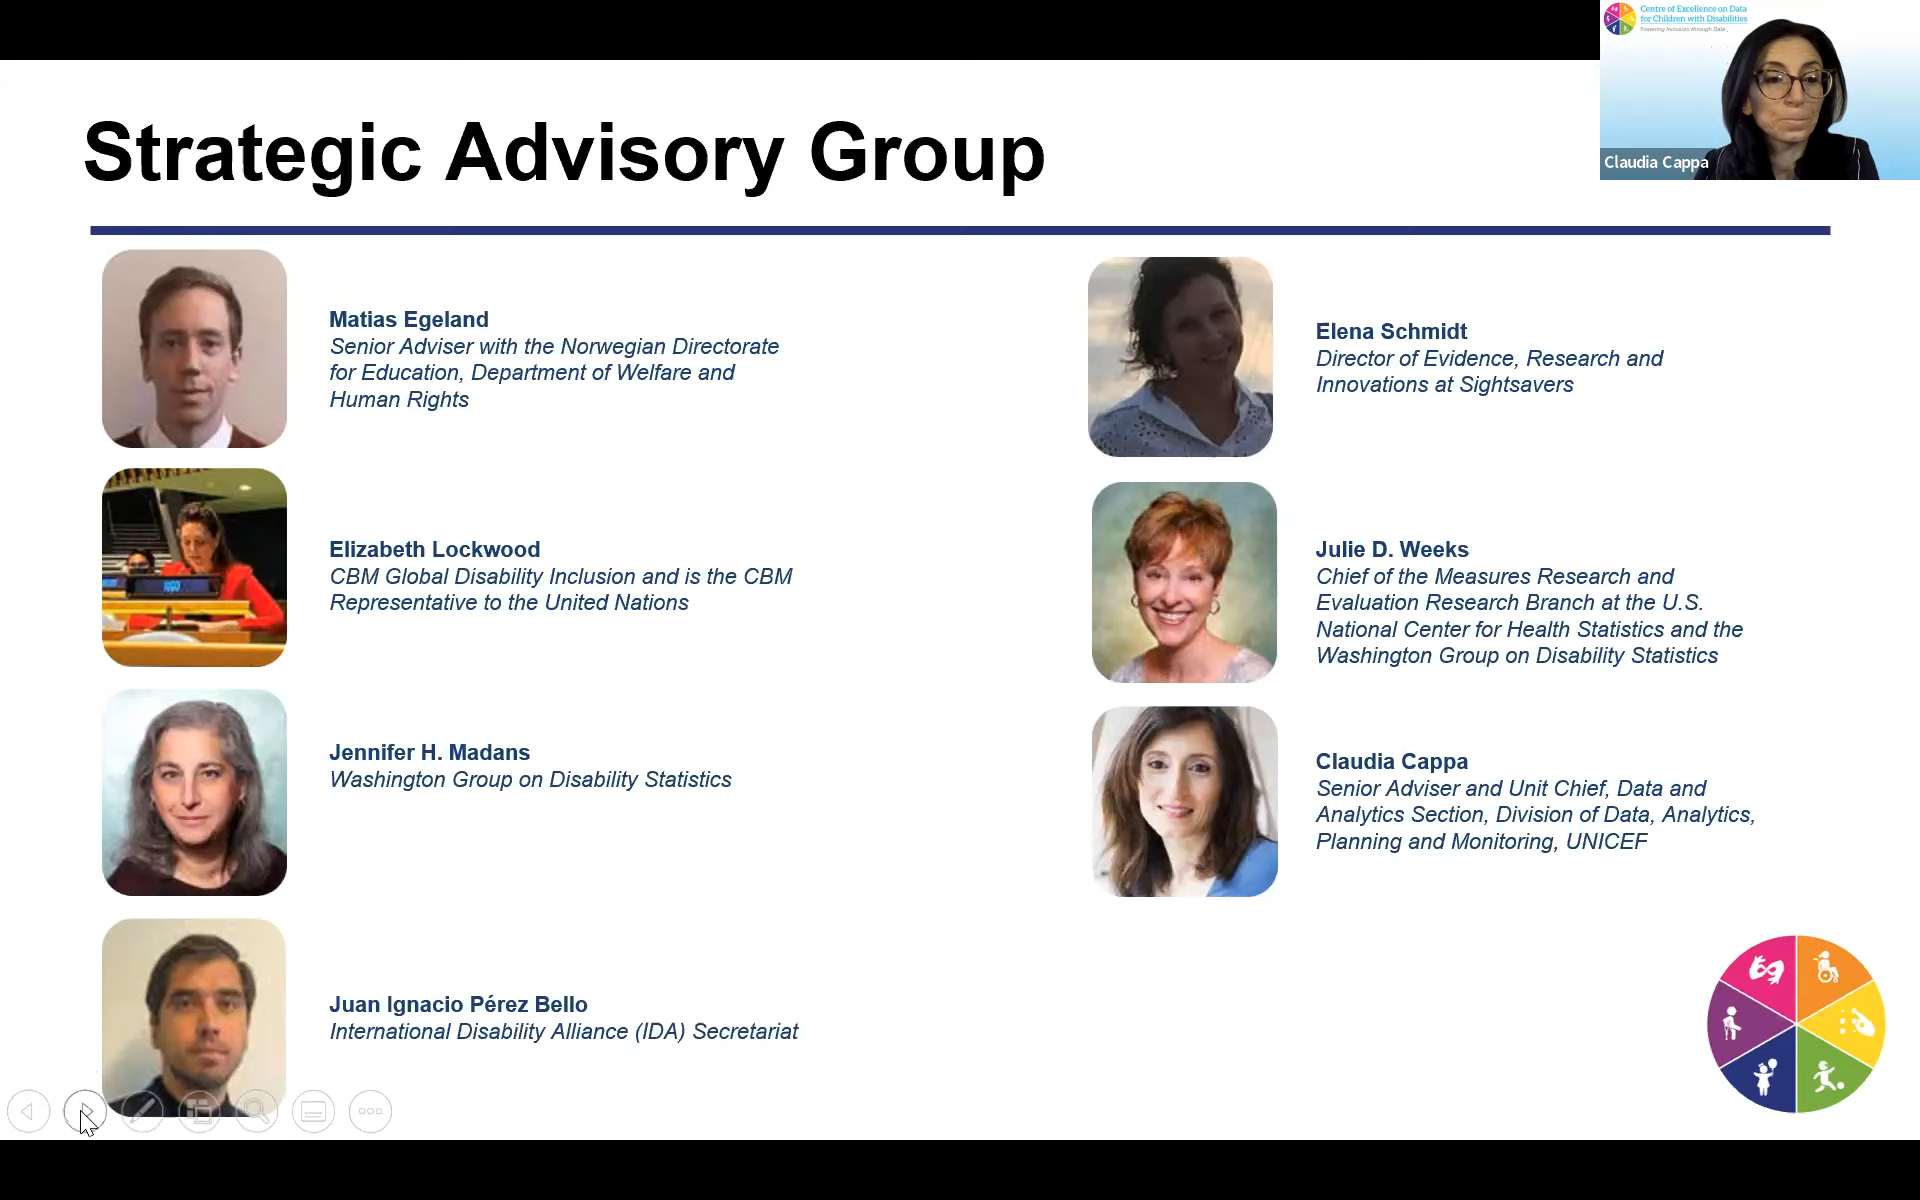 Centre of Excellence on Data
for Children with Disabilities
Fostering Inclusion through Data
Claudia Cappa
Strategic Advisory Group
Matias Egeland
Senior Adviser with the Norwegian Directorate
for Education, Department of Welfare and
Human Rights
Elizabeth Lockwood
CBM Global Disability Inclusion and is the CBM
Representative to the United Nations
Jennifer H. Madans
Washington Group on Disability Statistics
Juan Ignacio Pérez Bello
International Disability Alliance (IDA) Secretariat
Elena Schmidt
Director of Evidence, Research and
Innovations at Sightsavers
Julie D. Weeks
Chief of the Measures Research and
Evaluation Research Branch at the U.S.
National Center for Health Statistics and the
Washington Group on Disability Statistics
Claudia Cappa
Senior Adviser and Unit Chief, Data and
Analytics Section, Division of Data, Analytics,
Planning and Monitoring, UNICEF